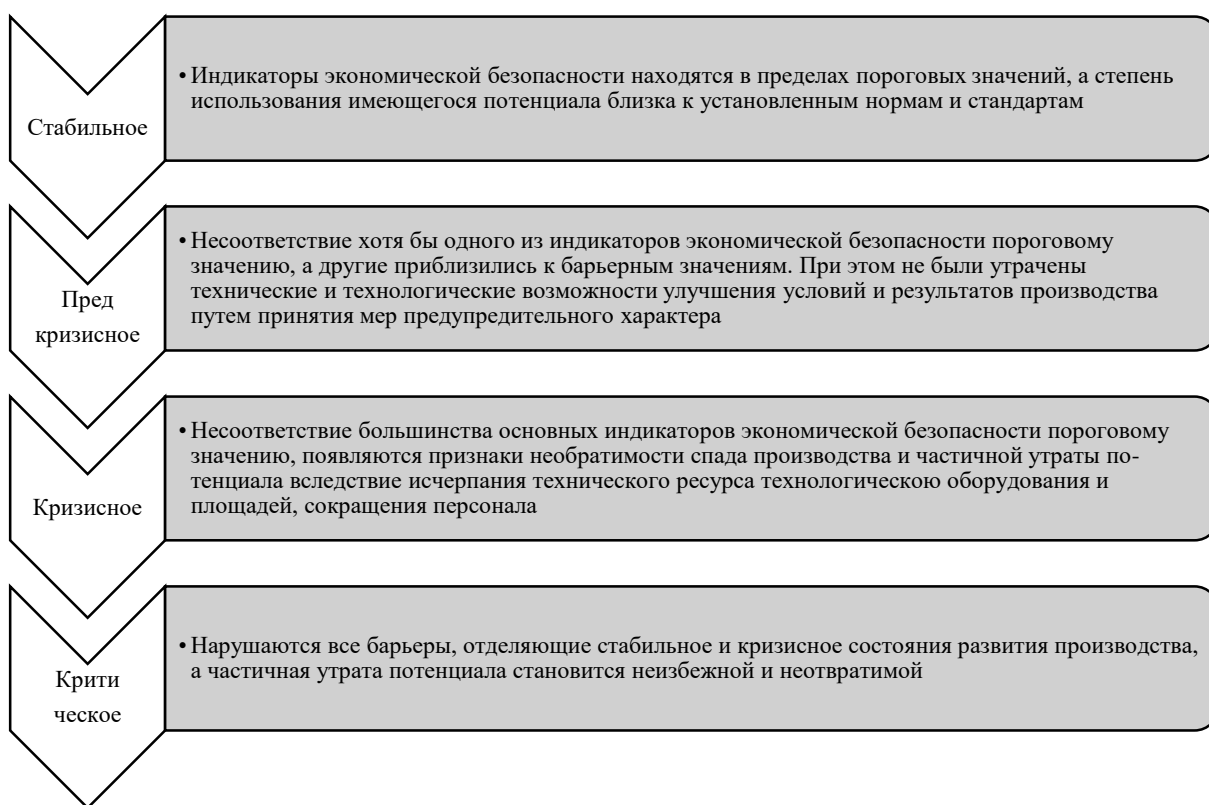 Стабильное
• Индикаторы экономической безопасности находятся в пределах пороговых значений, а степень
использования имеющегося потенциала близка к установленным нормам и стандартам
Пред
кризисное
• Несоответствие хотя бы одного из индикаторов экономической безопасности пороговому
значению, а другие приблизились к барьерным значениям. При этом не были утрачены
технические и технологические возможности улучшения условий и результатов производства
путем принятия мер предупредительного характера
Кризисное
• Несоответствие большинства основных индикаторов экономической безопасности пороговому
значению, появляются признаки необратимости спада производства и частичной утраты по-
тенциала вследствие исчерпания технического ресурса технологическою оборудования и
площадей, сокращения персонала
Крити
ческое
• Нарушаются все барьеры, отделяющие стабильное и кризисное состояния развития производства,
а частичная утрата потенциала становится неизбежной и неотвратимой